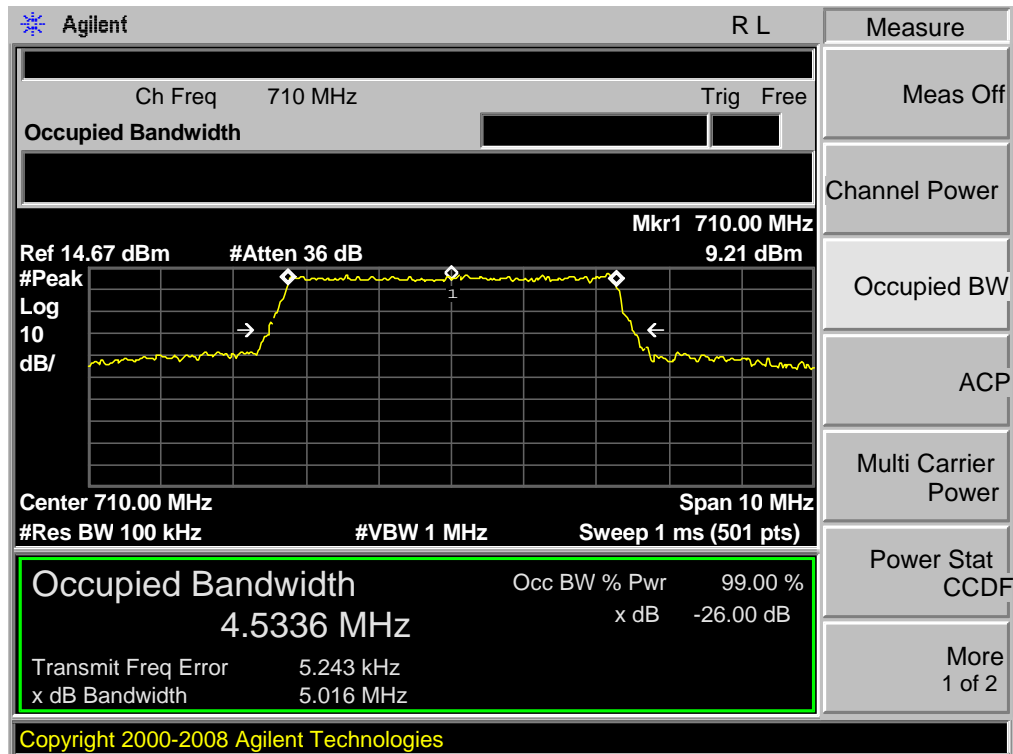 Agilent R L
Ch Freq 710 MHz Trig Free
Occupied Bandwidth
Mkr1 710.00 MHz
Ref 14.67 dBm #Atten 36 dB 9.21 dBm
#Peak
Log
10
dB/
1
Center 710.00 MHz Span 10 MHz
#Res BW 100 kHz #VBW 1 MHz Sweep 1 ms (501 pts)
Occupied Bandwidth Occ BW % Pwr 99.00 %
4.5336 MHz x dB -26.00 dB
Transmit Freq Error 5.243 kHz
x dB Bandwidth 5.016 MHz
Copyright 2000-2008 Agilent Technologies
Measure
Meas Off
Channel Power
Occupied BW
ACP
Multi Carrier
Power
Power Stat
CCDF
More
1 of 2